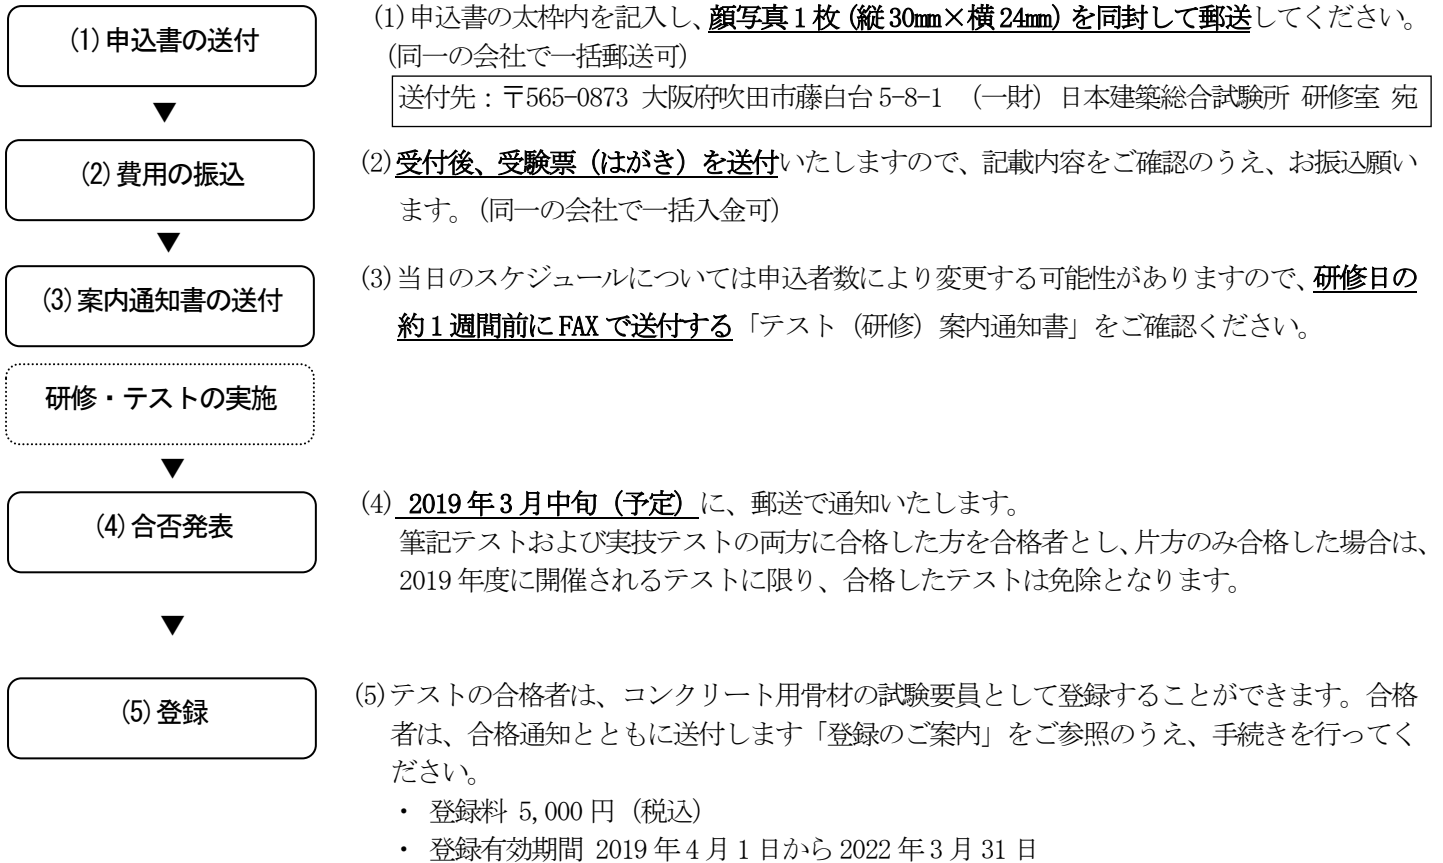 (1)申込書の送付
(1)申込書の太枠内を記入し、顔写真1枚(縦30mm×横24mm)を同封して郵送してください。
(同一の会社で一括郵送可)
送付先：〒565-0873 大阪府吹田市藤白台5-8-1 （一財）日本建築総合試験所 研修室 宛
▼
(2)費用の振込
(2)受付後、受験票（はがき）を送付いたしますので、記載内容をご確認のうえ、お振込願い
ます。(同一の会社で一括入金可)
▼
(3)案内通知書の送付
(3)当日のスケジュールについては申込者数により変更する可能性がありますので、研修日の
約1週間前にFAXで送付する「テスト（研修）案内通知書」をご確認ください。
研修・テストの実施
▼
(4)合否発表
(4) 2019年3月中旬（予定）に、郵送で通知いたします。
筆記テストおよび実技テストの両方に合格した方を合格者とし、片方のみ合格した場合は、
2019年度に開催されるテストに限り、合格したテストは免除となります。
▼
(5)登録
(5)テストの合格者は、コンクリート用骨材の試験要員として登録することができます。合格
者は、合格通知とともに送付します「登録のご案内」をご参照のうえ、手続きを行ってく
ださい。
・ 登録料 5,000円（税込）
・ 登録有効期間 2019年4月1日から2022年3月31日